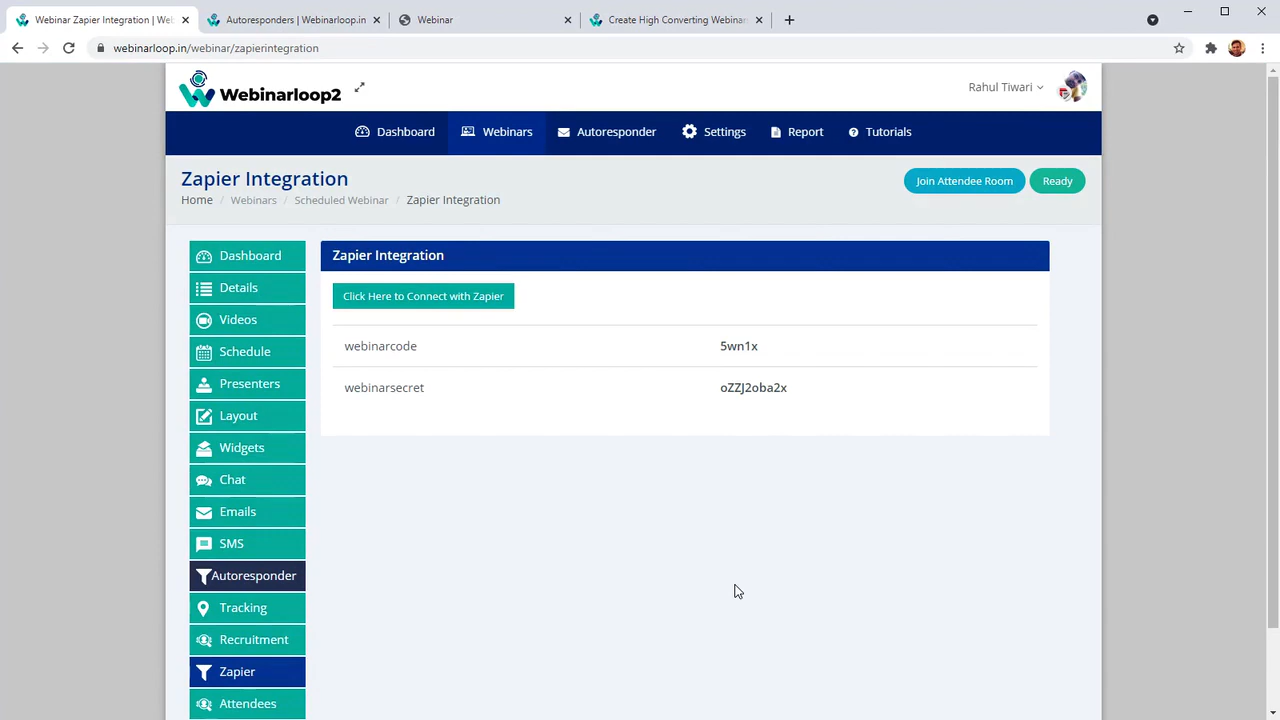 Webinar Zapier Integration | Web
Autoresponders | Webinarloop.in
Webinar
Create High Converting Webinar
webinarloop.in/webinar/zapierintegration
Webinarloop2
Rahul Tiwari
Dashboard
Webinars
Autoresponder
Settings
Report
Tutorials
Zapier Integration
Join Attendee Room
Ready
Home / Webinars / Scheduled Webinar / Zapier Integration
Dashboard
Details
Videos
Schedule
Presenters
Layout
Widgets
Chat
Emails
SMS
Autoresponder
Tracking
Recruitment
Zapier
Attendees
Zapier Integration
Click Here to Connect with Zapier
webinarcode 5wn1x
webinarsecret oZZJ2oba2x